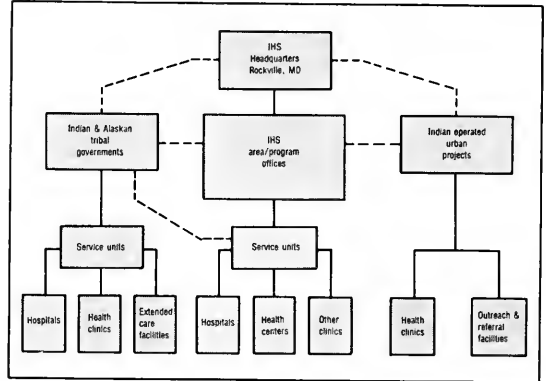 IHS
Headquarters
Rockville, MD
Indian & Alaskan
tribal
governments
IHS
area/program
offices
Indian operated
urban
projects
Service units
Service units
Hospitals
Health
clinics
Extended
care
facilities
Hospitals
Health
centers
Other
clinics
Health
clinics
Outreach &
referral
facilities